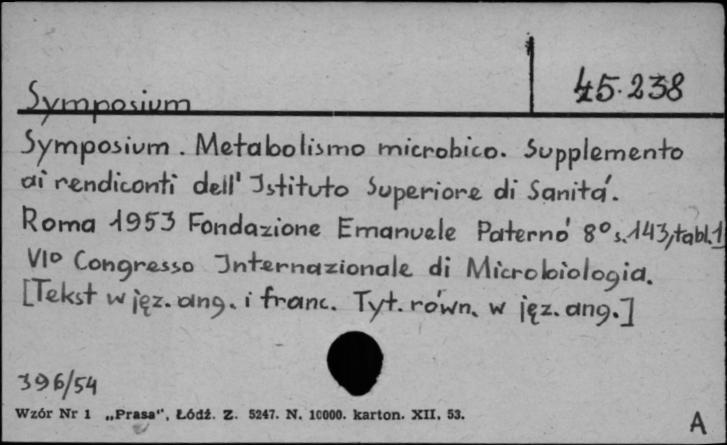 Symposium
45.238
Symposium. Metabolismo microbico. Supplemento
ai rendiconti dell' Istituto Superiore di Sanitá.
Roma 1953 Fondazione Emanuele Paternó 8° s.143,tabl.1
VI° Congresso Internazionale di Microbiologia.
[Tekst w jęz. ang. i franc. Tyt. równ. w jęz. ang.]
396/54
Wzór Nr 1 „Prasa", Łódź. Z. 5247. N. 10000. karton. XII. 53.
A